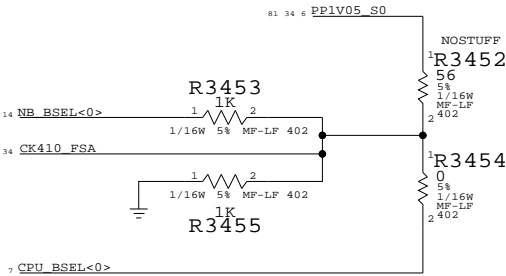 81 34 6 PP1V05_S0
NOSTUFF
1 R3452
56
5%
1/16W
MF-LF
2 402
R3453
1K
14 NB_BSEL<0> 1 2
1/16W 5% MF-LF 402
34 CK410_FSA
1 2
1/16W 5% MF-LF 402
1K
R3455
1 R3454
0
5%
1/16W
MF-LF
2 402
7 CPU_BSEL<0>